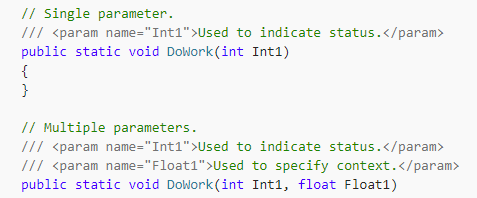 // Single parameter.
/// <param name="Int1">Used to indicate status.</param>
public static void DoWork(int Int1)
{
}
// Multiple parameters.
/// <param name="Int1">Used to indicate status.</param>
/// <param name="Float1">Used to specify context.</param>
public static void DoWork(int Int1, float Float1)